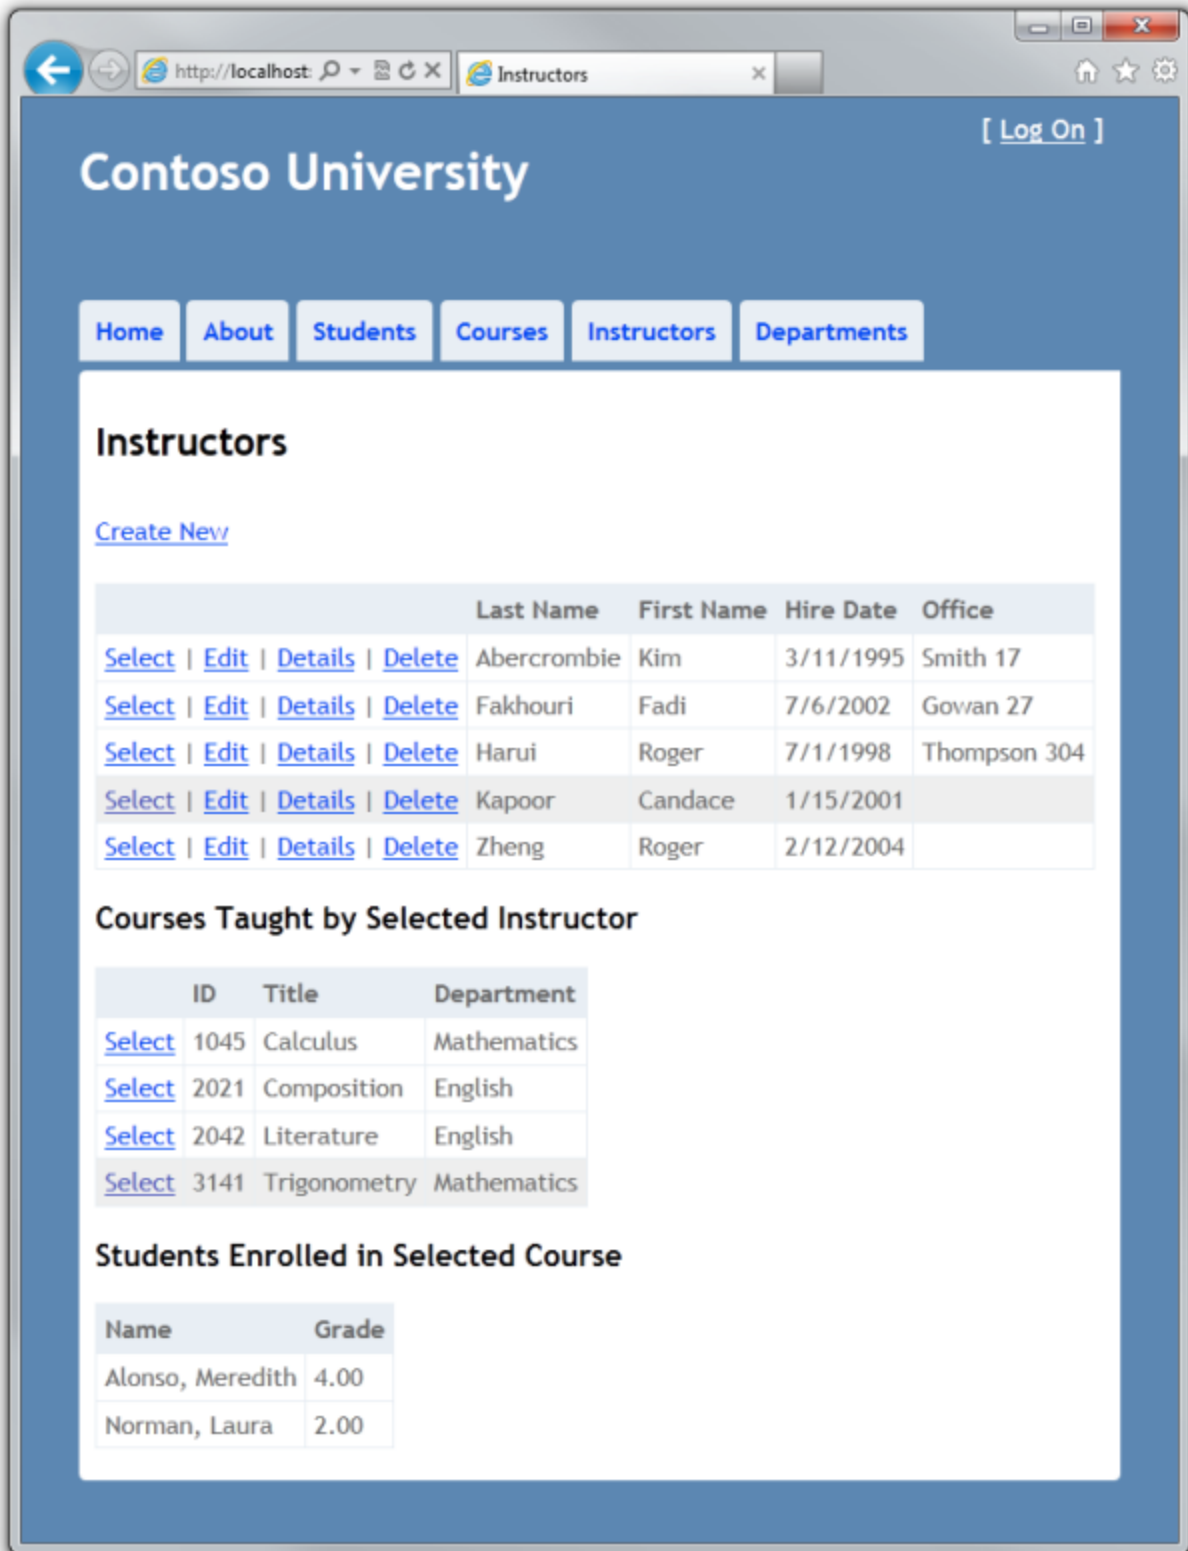 http://localhost:
Instructors
[ Log On ]
Contoso University
Home About Students Courses Instructors Departments
Instructors
Create New
Last Name First Name Hire Date Office
Select | Edit | Details | Delete Abercrombie Kim 3/11/1995 Smith 17
Select | Edit | Details | Delete Fakhouri Fadi 7/6/2002 Gowan 27
Select | Edit | Details | Delete Harui Roger 7/1/1998 Thompson 304
Select | Edit | Details | Delete Kapoor Candace 1/15/2001
Select | Edit | Details | Delete Zheng Roger 2/12/2004
Courses Taught by Selected Instructor
ID Title Department
Select 1045 Calculus Mathematics
Select 2021 Composition English
Select 2042 Literature English
Select 3141 Trigonometry Mathematics
Students Enrolled in Selected Course
Name Grade
Alonso, Meredith 4.00
Norman, Laura 2.00